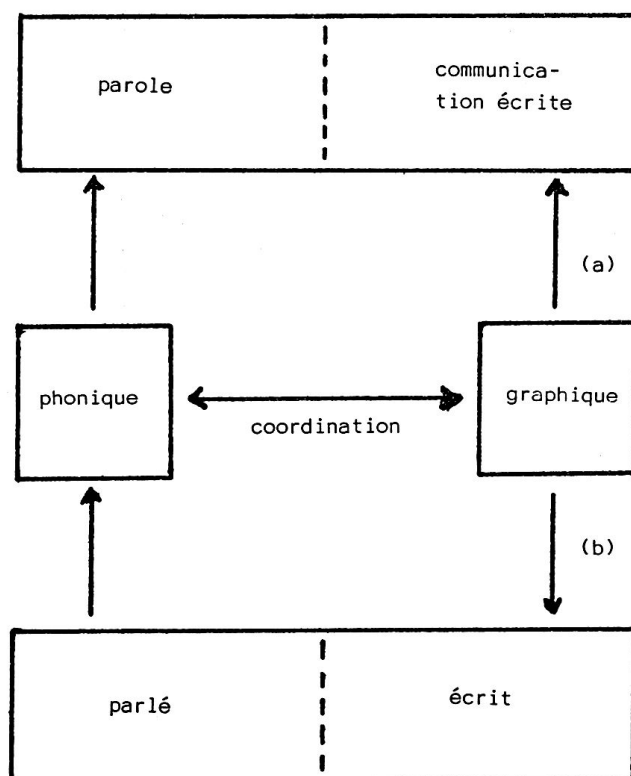 parole
communica-
tion écrite
(a)
phonique
coordination
graphique
(b)
parlé
écrit